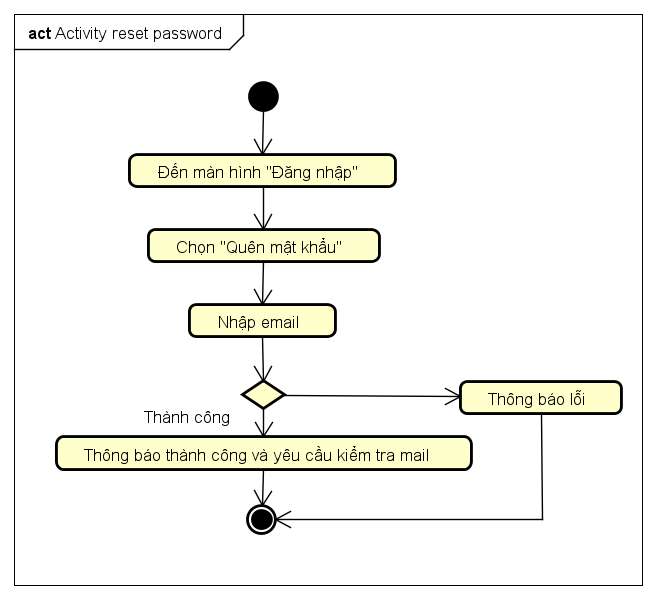 act Activity reset password
Đến màn hình "Đăng nhập"
Chọn "Quên mật khẩu"
Nhập email
Thông báo lỗi
Thành công
Thông báo thành công và yêu cầu kiểm tra mail